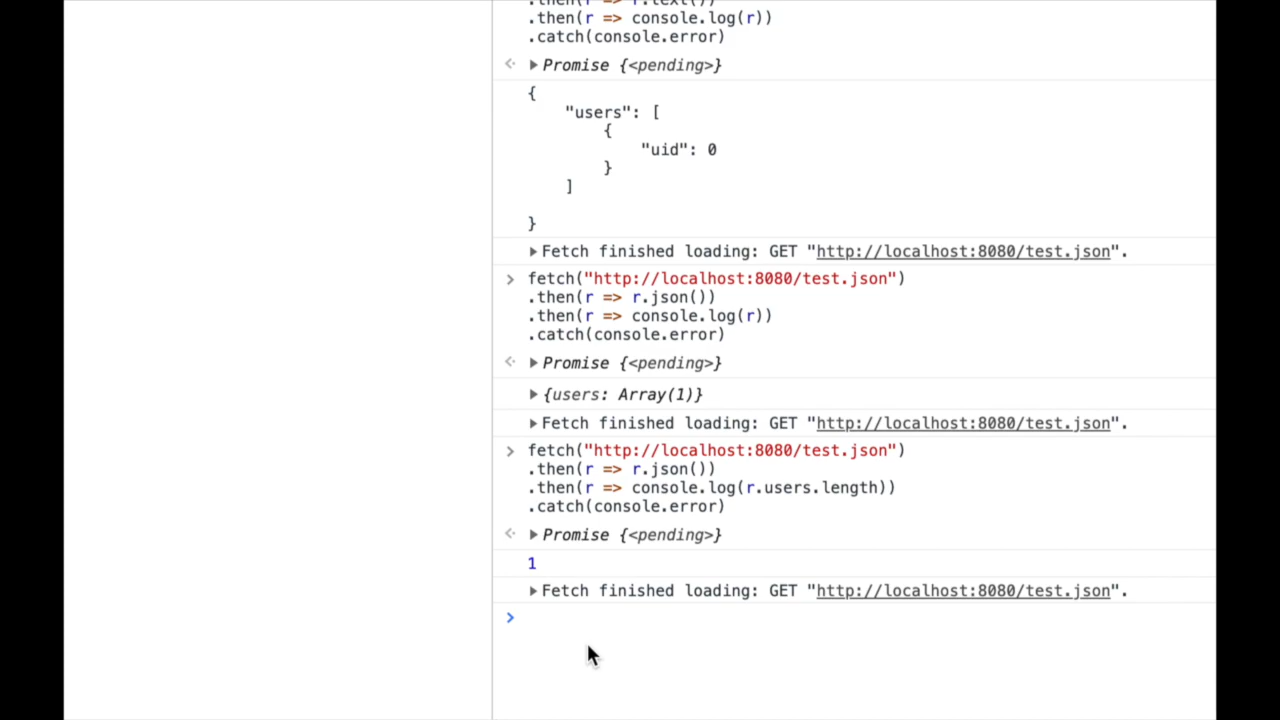 .then(r => r.text())
.then(r => console.log(r))
.catch(console.error)
Promise {<pending>}
{
"users": [
{
"uid": 0
}
]
}
Fetch finished loading: GET "http://localhost:8080/test.json".
> fetch("http://localhost:8080/test.json")
.then(r => r.json())
.then(r => console.log(r))
.catch(console.error)
Promise {<pending>}
{users: Array(1)}
Fetch finished loading: GET "http://localhost:8080/test.json".
> fetch("http://localhost:8080/test.json")
.then(r => r.json())
.then(r => console.log(r.users.length))
.catch(console.error)
Promise {<pending>}
1
Fetch finished loading: GET "http://localhost:8080/test.json".
>